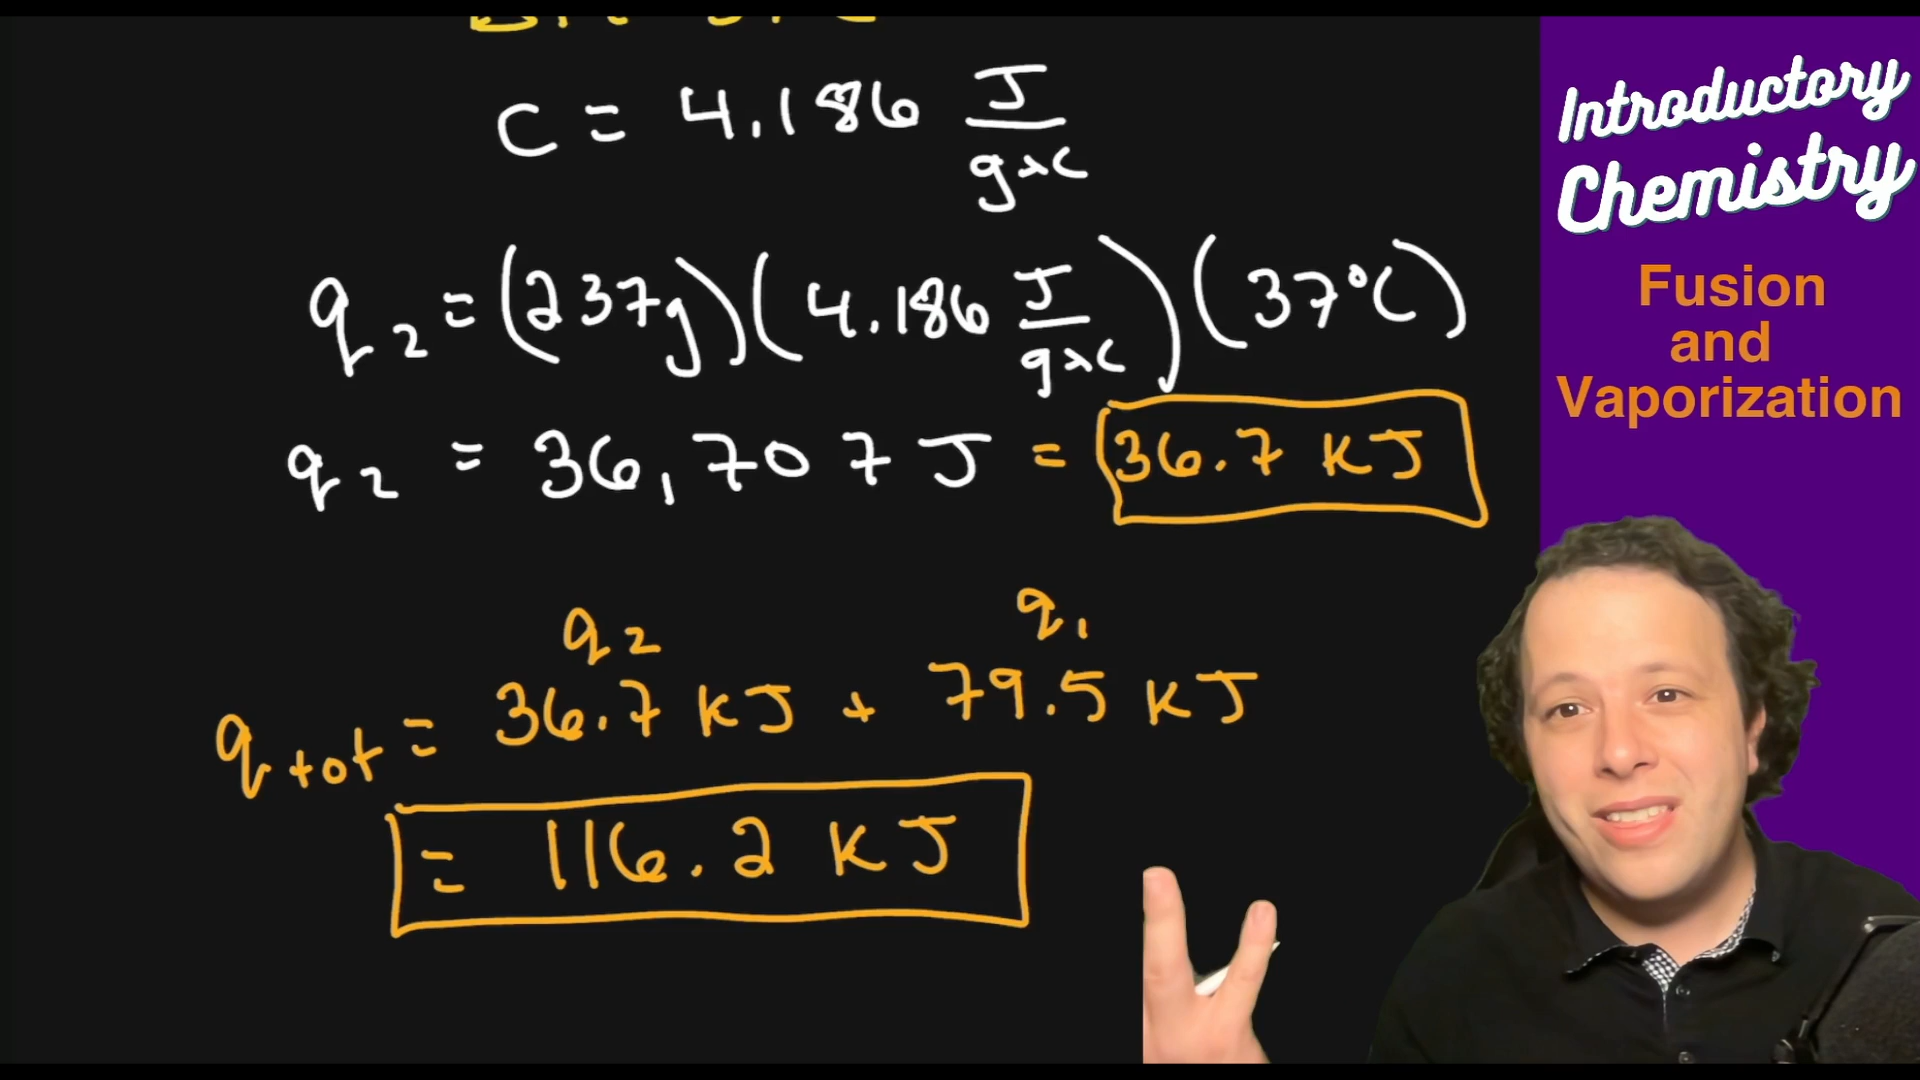 C = 4.186 J/g×C
q2 = (237g)(4.186 J/g×C)(37°C)
q2 = 36,707 J = 36.7 kJ
q2 q1
qtot = 36.7 kJ + 79.5 kJ
= 116.2 kJ
Introductory
Chemistry
Fusion
and
Vaporization